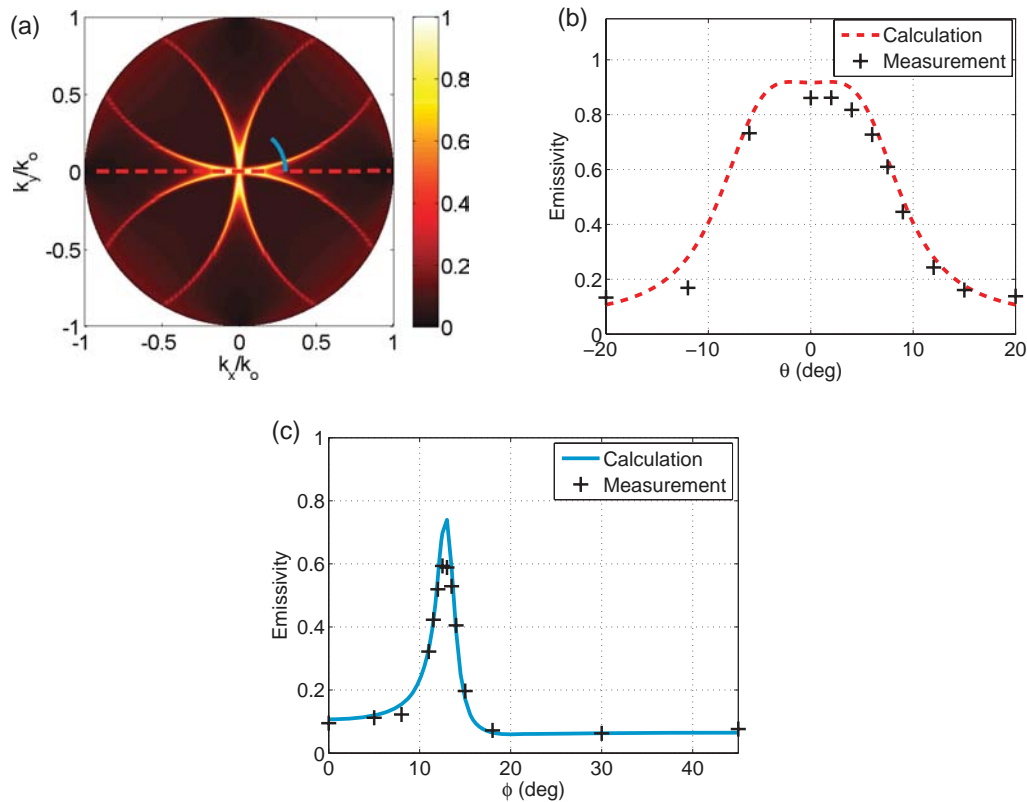 (a)
1
0.5
0
-0.5
-1
k_y/k_o
-1
-0.5
0
0.5
1
k_x/k_o
1
0.8
0.6
0.4
0.2
0
(b)
Calculation
Measurement
1
0.8
0.6
0.4
0.2
0
Emissivity
−20
−10
0
10
20
θ (deg)
(c)
Calculation
Measurement
1
0.8
0.6
0.4
0.2
0
Emissivity
0
10
20
30
40
ϕ (deg)